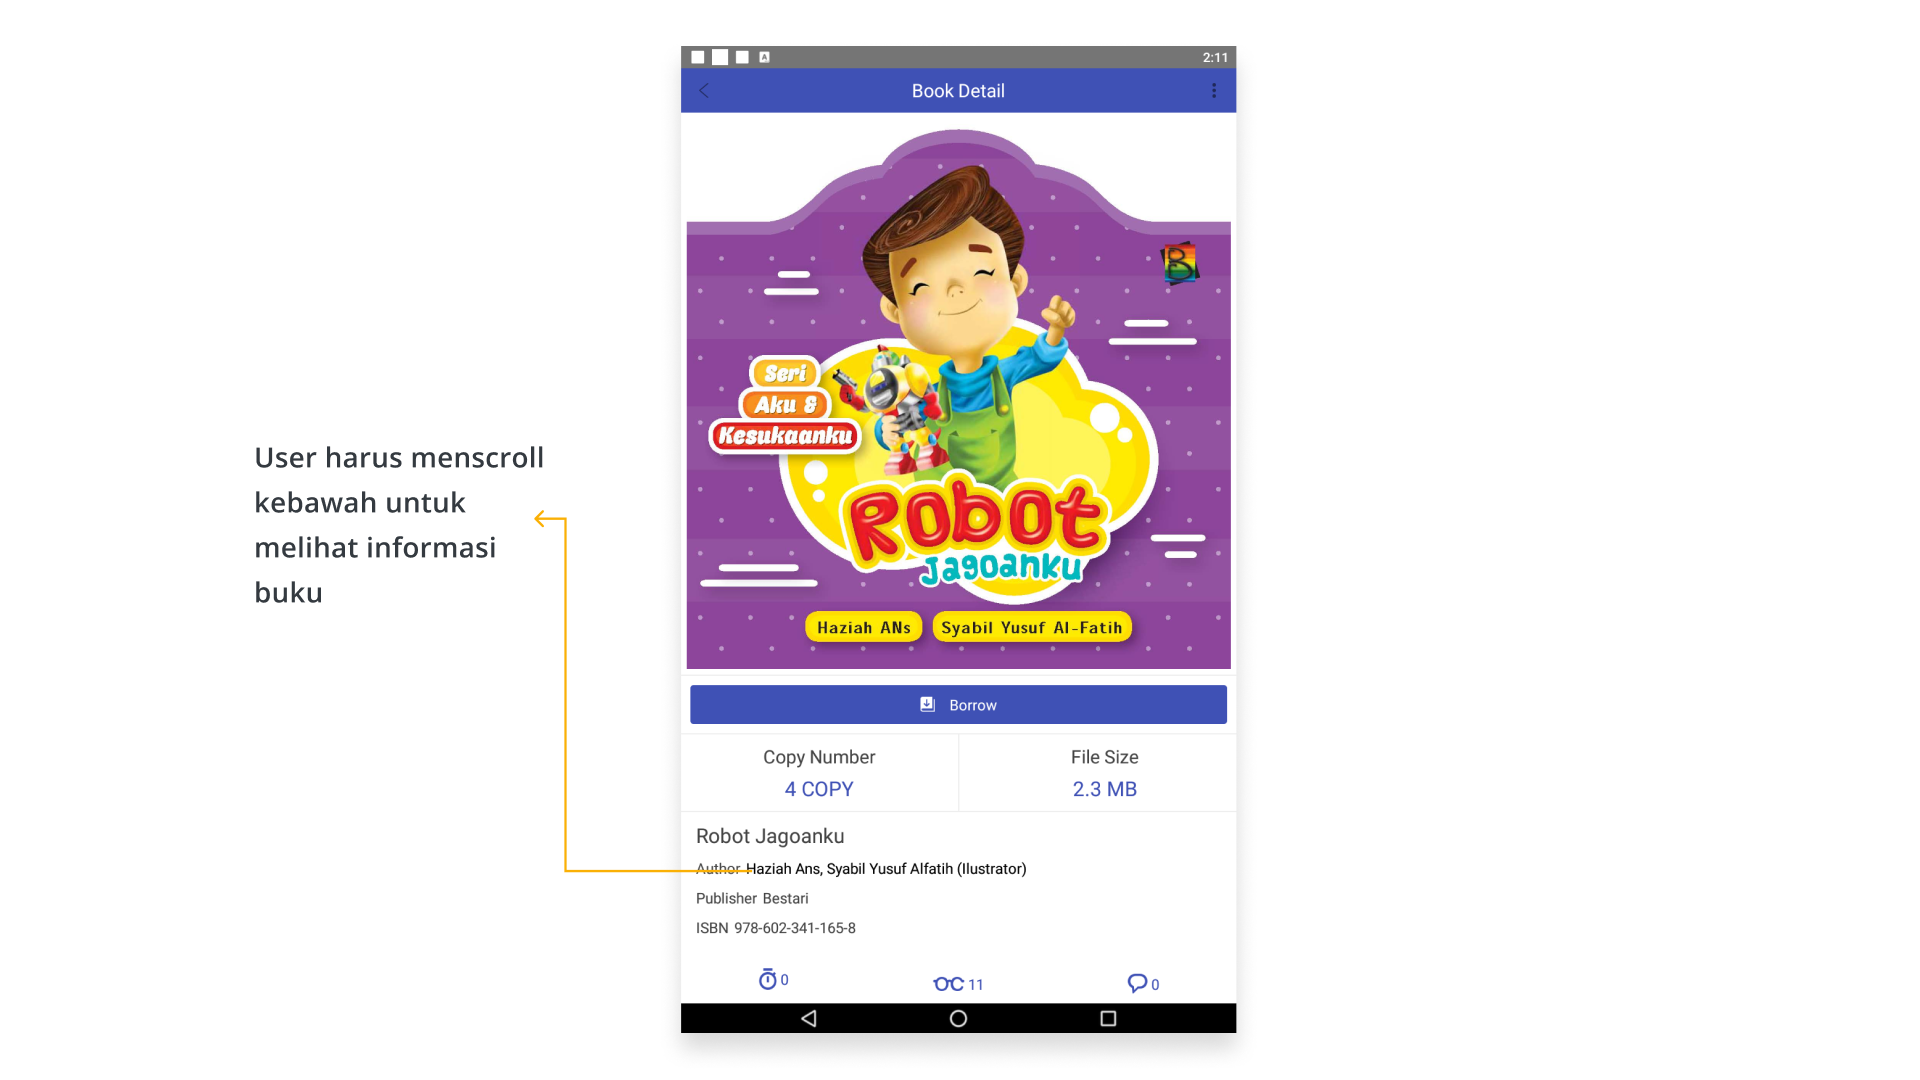 2:11
Book Detail
B
Seri
Aku &
Kesukaanku
Robot
Jagoanku
Haziah ANs
Syabil Yusuf Al-Fatih
User harus menscroll
kebawah untuk
melihat informasi
buku
Borrow
Copy Number
4 COPY
File Size
2.3 MB
Robot Jagoanku
Author Haziah Ans, Syabil Yusuf Alfatih (Ilustrator)
Publisher Bestari
ISBN 978-602-341-165-8
0
11
0